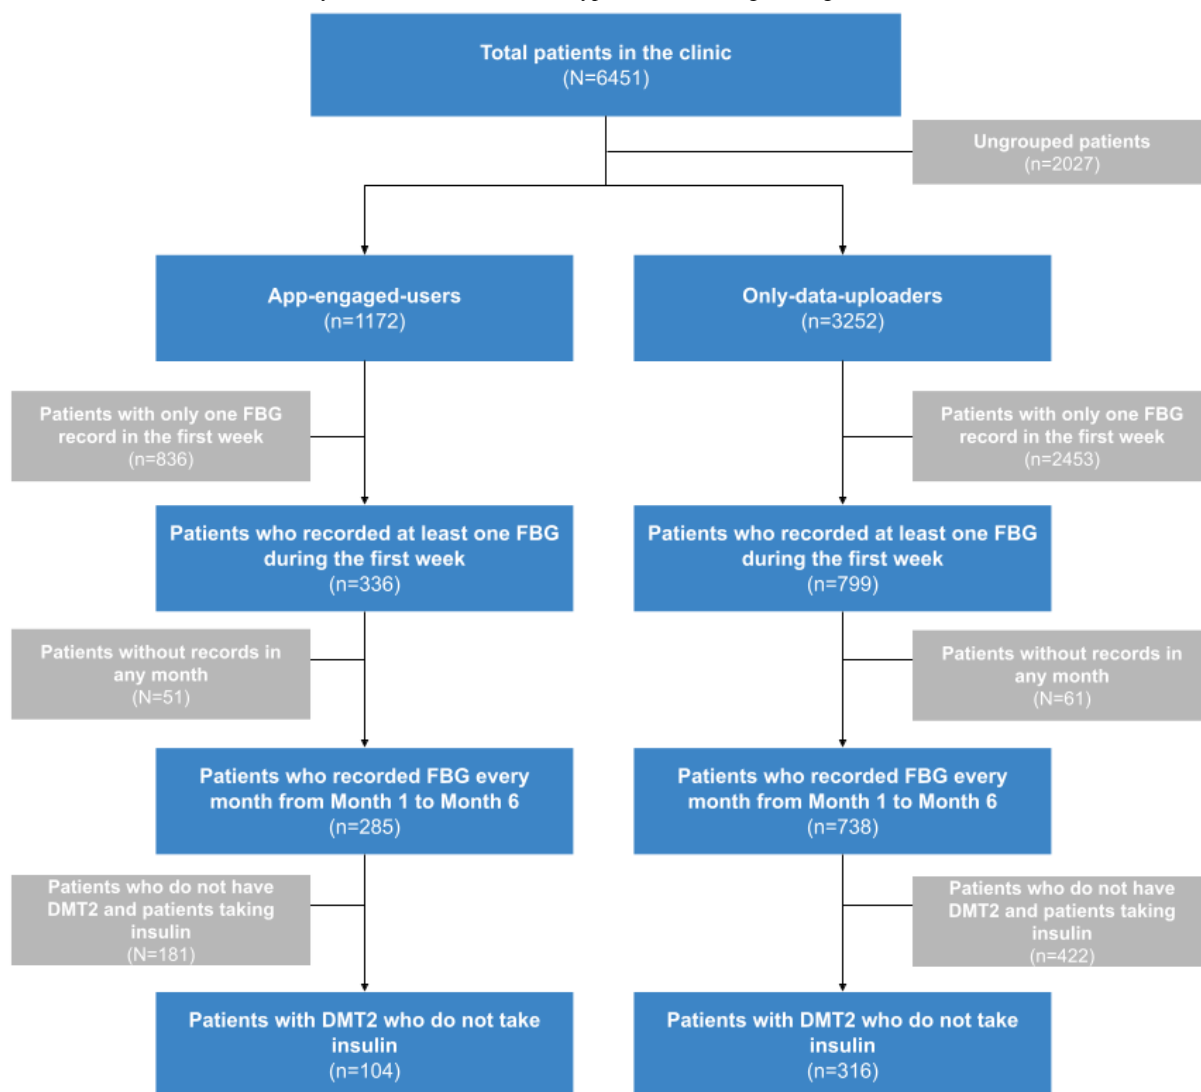 Total patients in the clinic
(N=6451)
Ungrouped patients
(n=2027)
App-engaged-users
(n=1172)
Only-data-uploaders
(n=3252)
Patients with only one FBG
record in the first week
(n=836)
Patients with only one FBG
record in the first week
(n=2453)
Patients who recorded at least one FBG
during the first week
(n=336)
Patients who recorded at least one FBG
during the first week
(n=799)
Patients without records in
any month
(N=51)
Patients without records in
any month
(N=61)
Patients who recorded FBG every
month from Month 1 to Month 6
(n=285)
Patients who recorded FBG every
month from Month 1 to Month 6
(n=738)
Patients who do not have
DMT2 and patients taking
insulin
(N=181)
Patients who do not have
DMT2 and patients taking
insulin
(n=422)
Patients with DMT2 who do not take
insulin
(n=104)
Patients with DMT2 who do not take
insulin
(n=316)